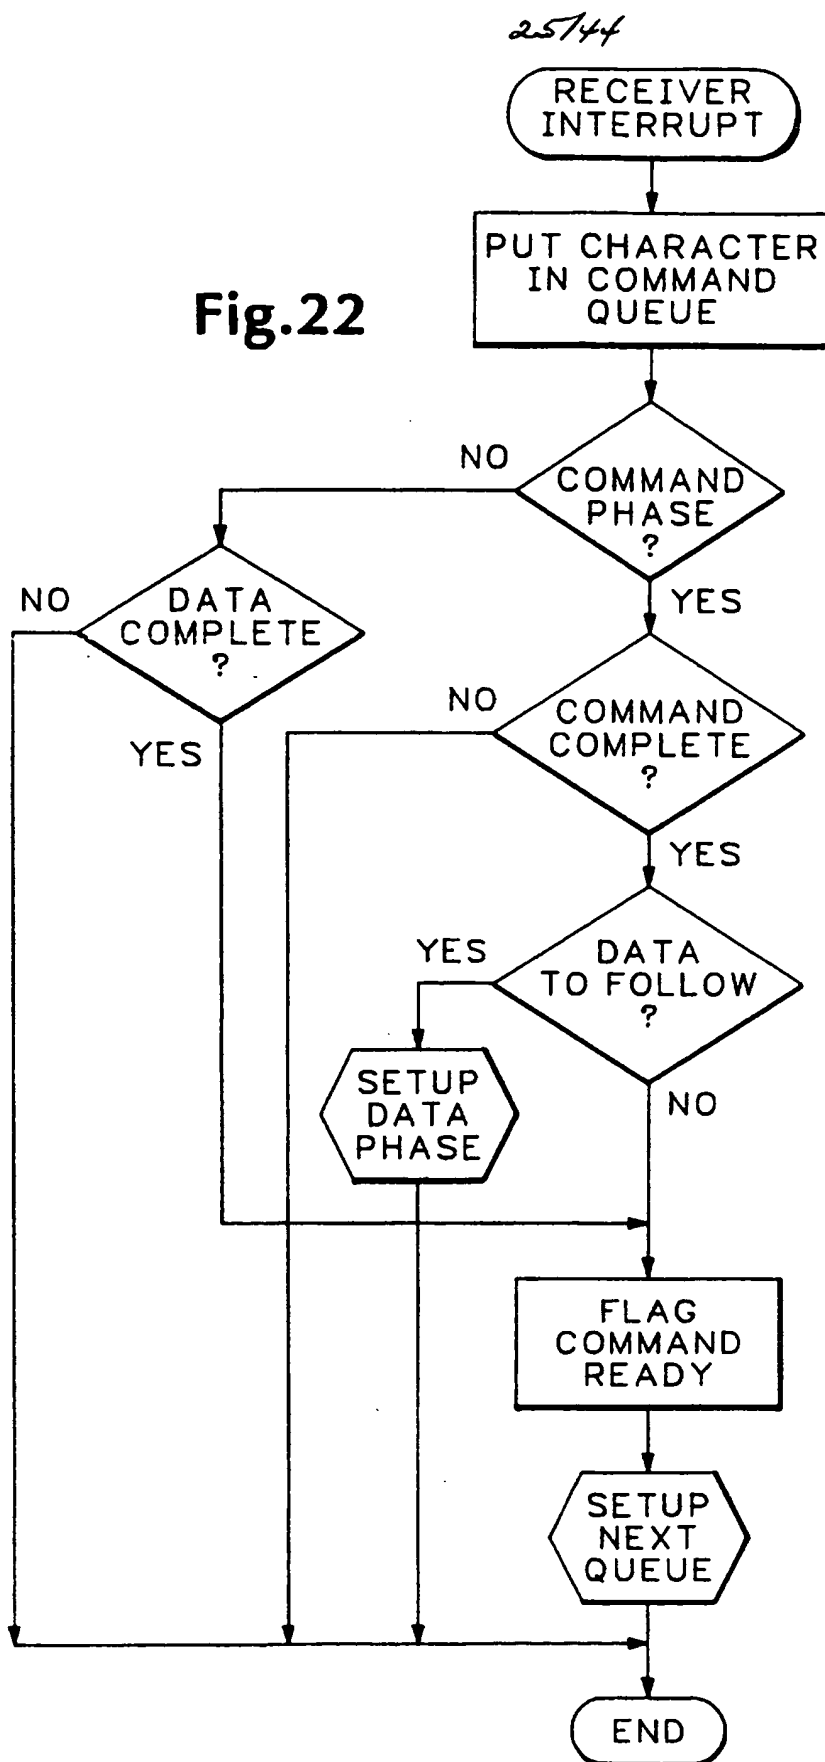 25/44
RECEIVER
INTERRUPT
PUT CHARACTER
IN COMMAND
QUEUE
Fig.22
NO
COMMAND
PHASE
?
YES
NO
DATA
COMPLETE
?
YES
NO
COMMAND
COMPLETE
?
YES
YES
DATA
TO FOLLOW
?
NO
SETUP
DATA
PHASE
FLAG
COMMAND
READY
SETUP
NEXT
QUEUE
END